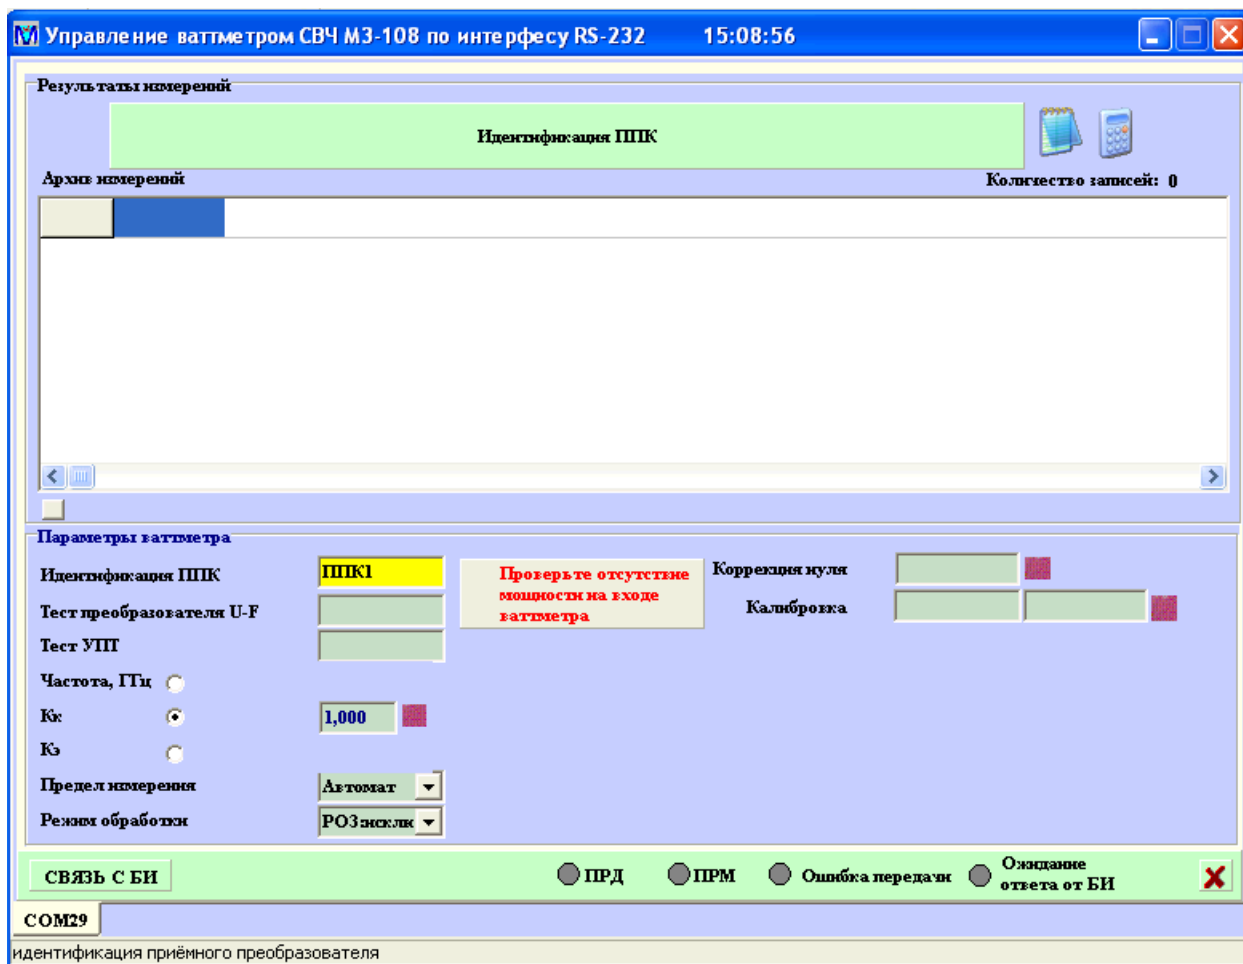 Управление ваттметром СВЧ М3-108 по интерфесу RS-232 15:08:56
Результаты измерений
Идентификация ППК
Архив измерений
Количество записей: 0
Параметры ваттметра
Идентификация ППК ППК1
Тест преобразователя U-F
Тест УПТ
Частота, ГГц
Кк 1,000
Кэ
Предел измерения Автомат
Режим обработки РО3:исклю
Проверьте отсутствие
мощности на входе
ваттметра
Коррекция нуля
Калибровка
СВЯЗЬ С БИ
ПРД
ПРМ
Ошибка передачи
Ожидание
ответа от БИ
COM29
идентификация приёмного преобразователя